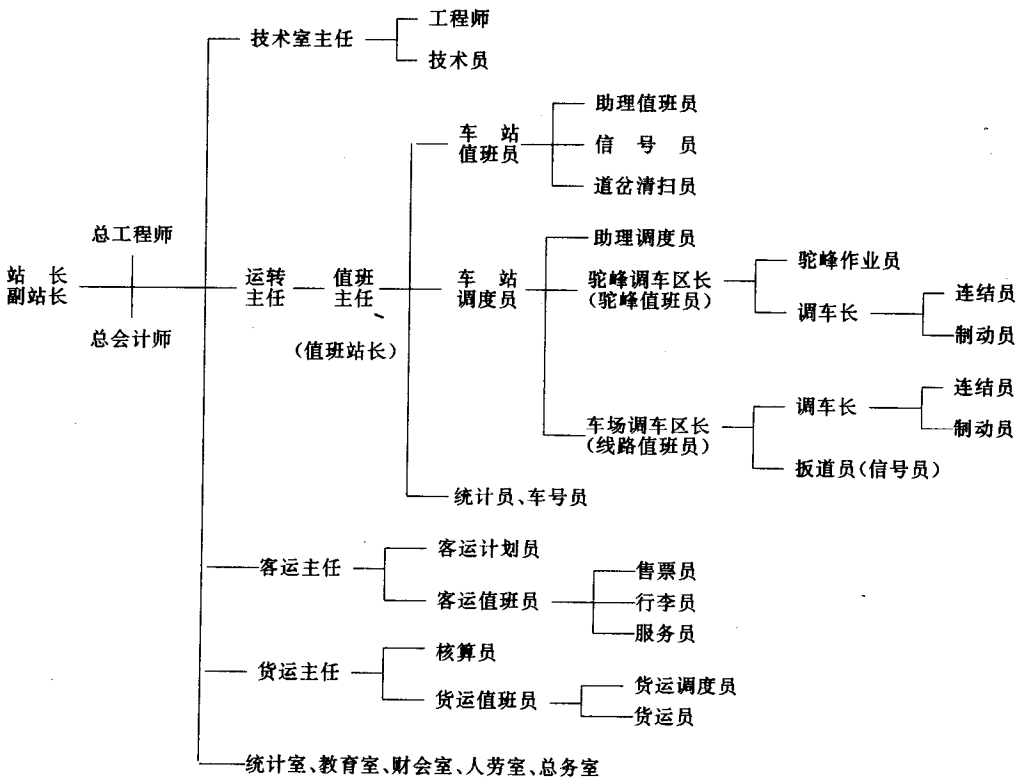 工程师
技术室主任
技术员
助理值班员
车 站
值班员
信 号 员
道岔清扫员
总工程师
助理调度员
站 长
副站长
运转
主任
值班
主任
(值班站长)
车 站
调度员
驼峰调车区长
(驼峰值班员)
驼峰作业员
调车长
连结员
制动员
总会计师
车场调车区长
(线路值班员)
调车长
连结员
制动员
扳道员(信号员)
统计员、车号员
客运主任
客运计划员
客运值班员
售票员
行李员
服务员
货运主任
核算员
货运值班员
货运调度员
货运员
统计室、教育室、财会室、人劳室、总务室